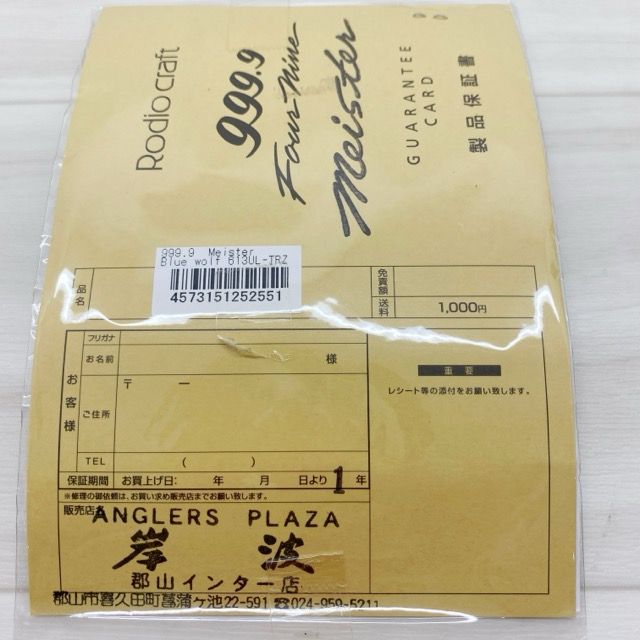 Rodiocraft
999.9
Four Nine
Meister
GUARANTEE
CARD
製品保証書
999.9 Meister
Blue wolf 613UL-TRZ
4573151252551
品名
免責額
送料
1,000円
お客様
フリガナ
お名前
様
ご住所
〒 ー
TEL ( )
重要
レシート等の添付をお願い致します。
保証期間 お買上げ日: 年 月 日より1年
※修理の御依頼は、お買い求め販売店までお願い致します。
販売店名
ANGLERS PLAZA
岸波
郡山インター店
郡山市喜久田町菖蒲ケ池22-591 ☎024-959-5211